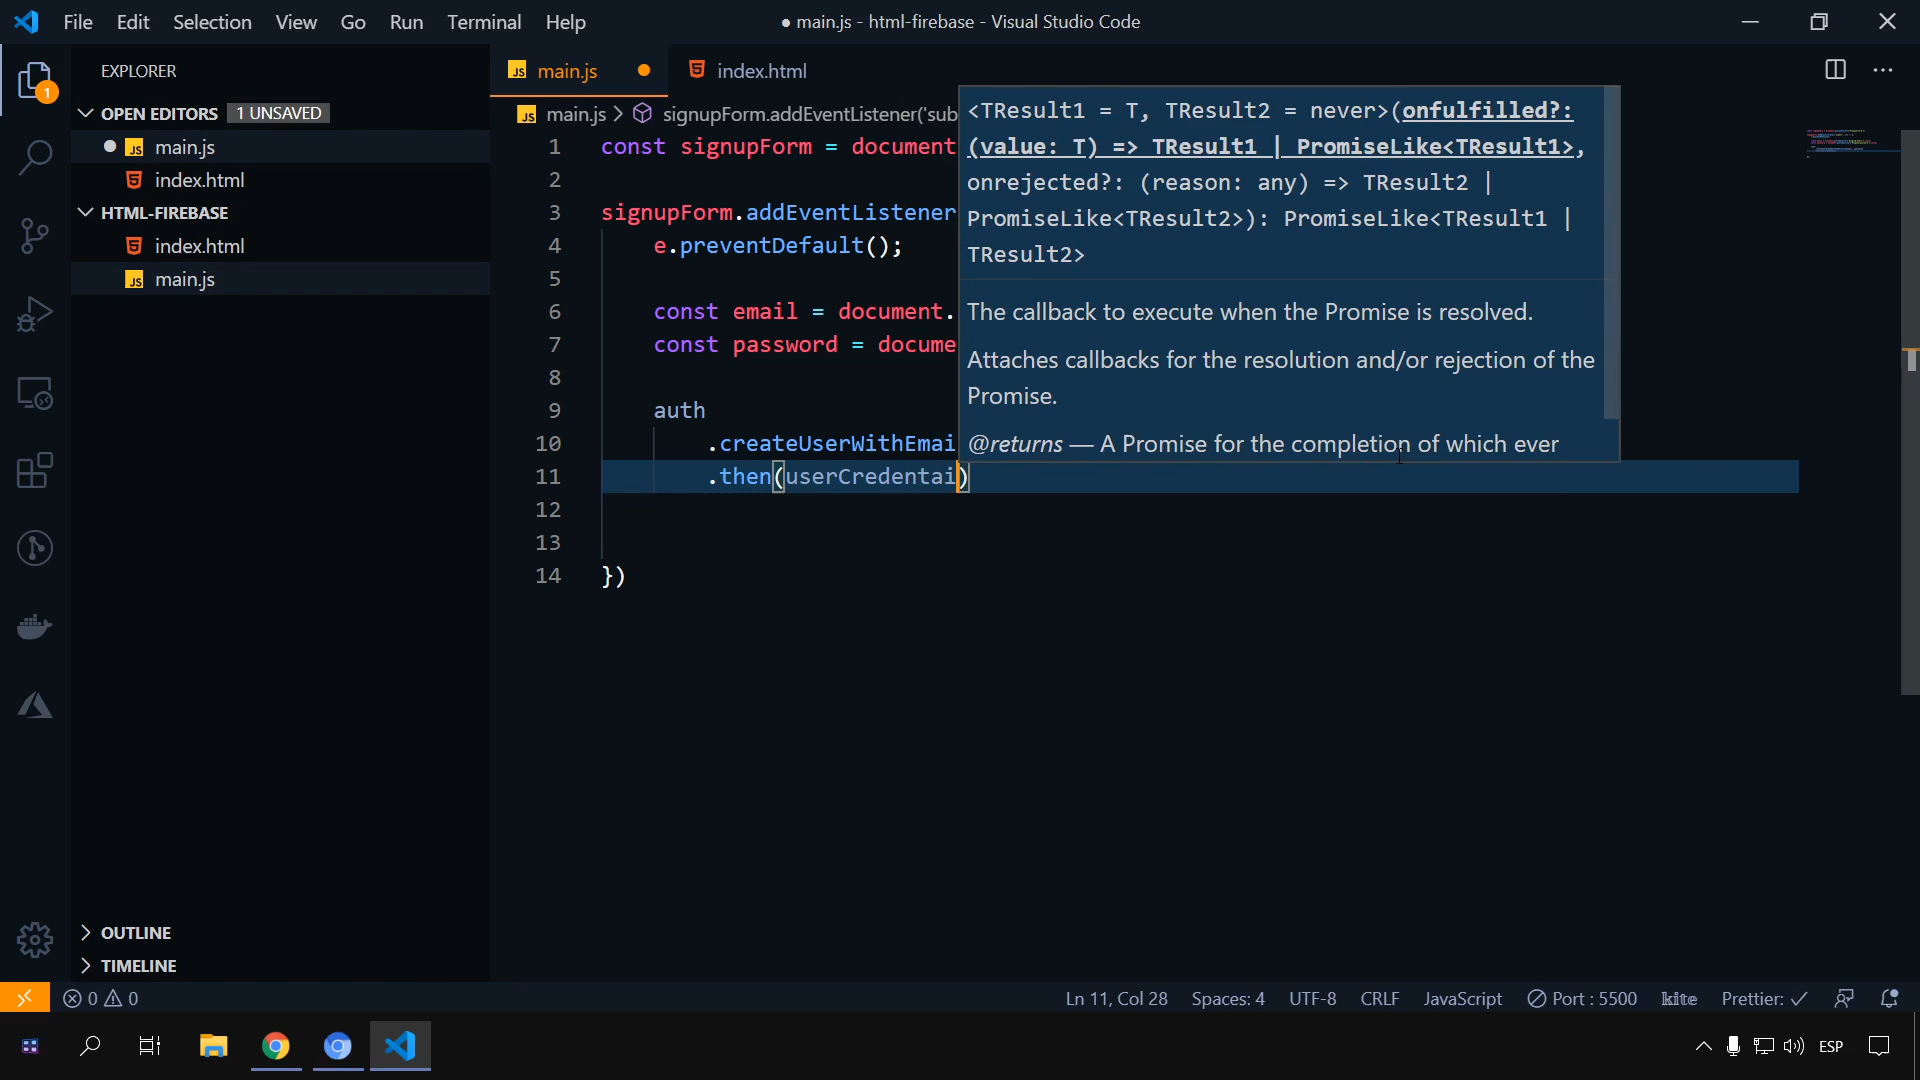 File Edit Selection View Go Run Terminal Help
● main.js - html-firebase - Visual Studio Code
EXPLORER
OPEN EDITORS 1 UNSAVED
main.js
index.html
HTML-FIREBASE
index.html
main.js
OUTLINE
TIMELINE
1
JS main.js
5 index.html
JS main.js > signupForm.addEventListener('sub
1 const signupForm = document
2
3 signupForm.addEventListener
4 e.preventDefault();
5
6 const email = document.
7 const password = docume
8
9 auth
10 .createUserWithEmai
11 .then(userCredentai)
12
13
14 })
<TResult1 = T, TResult2 = never>(onfulfilled?:
(value: T) => TResult1 | PromiseLike<TResult1>,
onrejected?: (reason: any) => TResult2 |
PromiseLike<TResult2>): PromiseLike<TResult1 |
TResult2>
The callback to execute when the Promise is resolved.
Attaches callbacks for the resolution and/or rejection of the
Promise.
@returns — A Promise for the completion of which ever
0 0
Ln 11, Col 28 Spaces: 4 UTF-8 CRLF JavaScript Port : 5500 kite Prettier: ✓
ESP